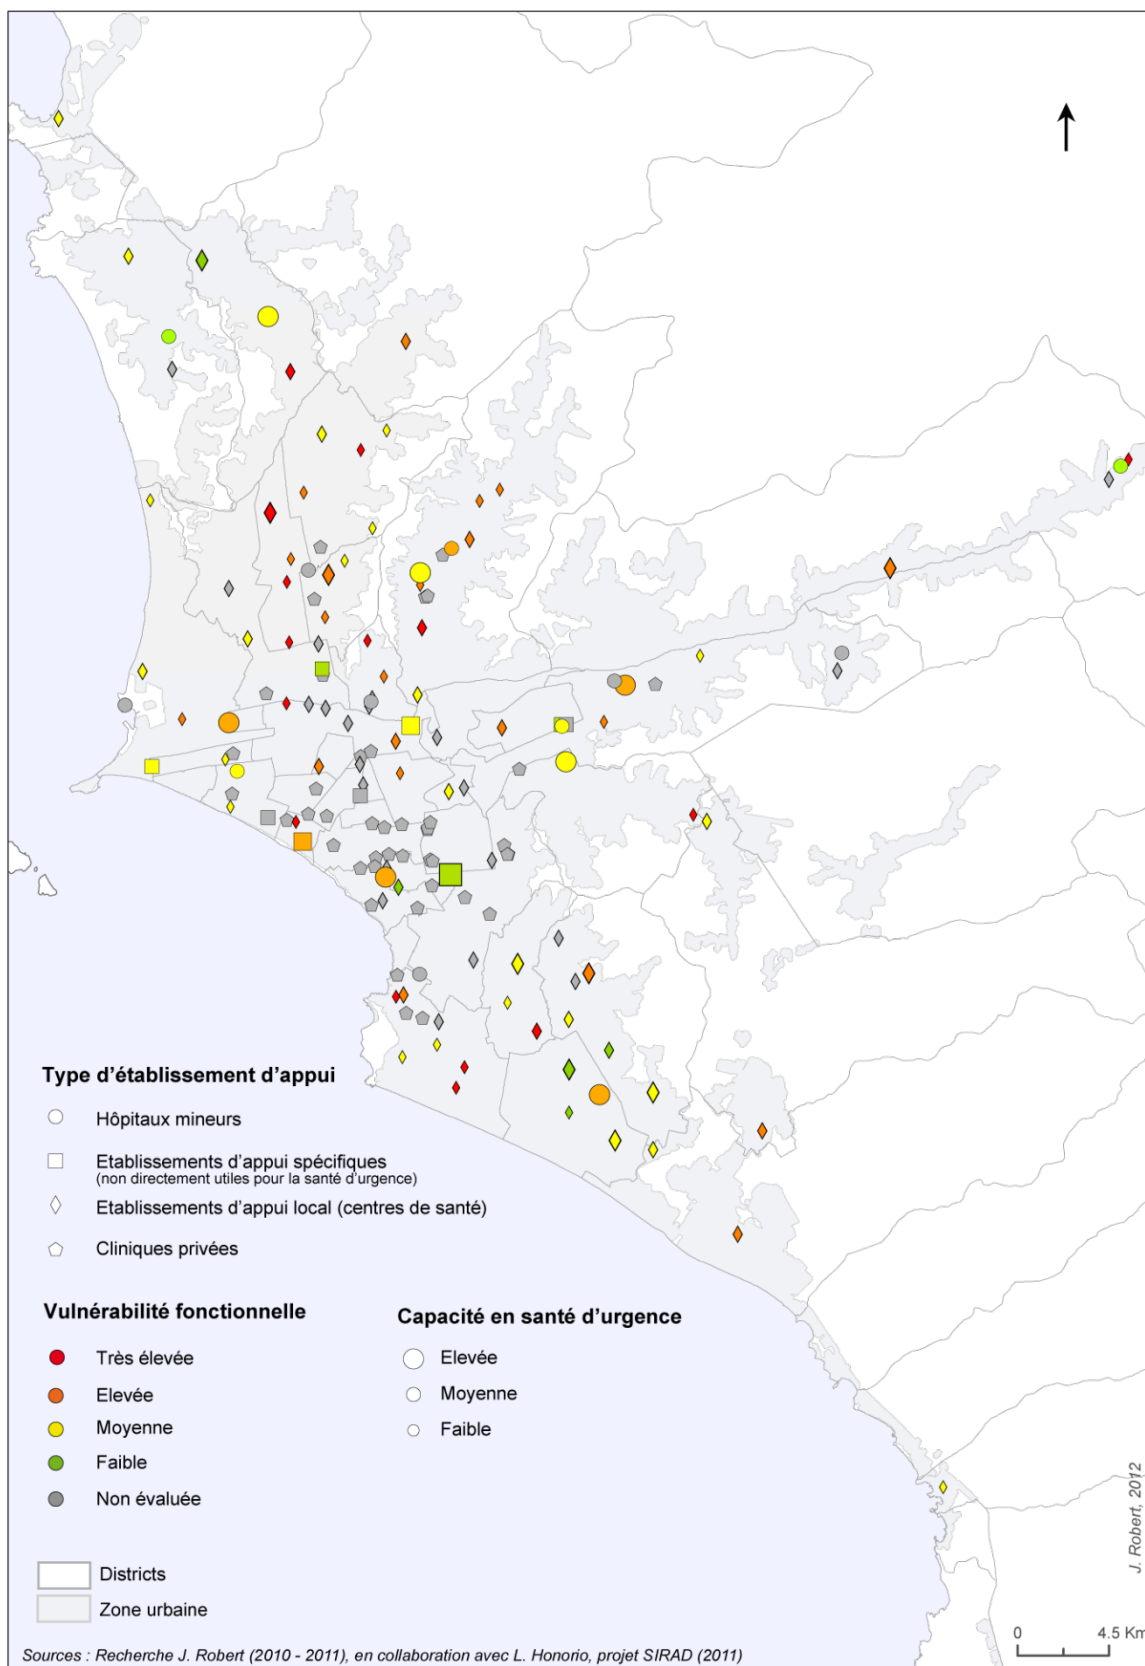 Type d'établissement d'appui
Hôpitaux mineurs
Etablissements d'appui spécifiques
(non directement utiles pour la santé d'urgence)
Etablissements d'appui local (centres de santé)
Cliniques privées
Vulnérabilité fonctionnelle
Très élevée
Elevée
Moyenne
Faible
Non évaluée
Capacité en santé d'urgence
Elevée
Moyenne
Faible
Districts
Zone urbaine
J. Robert, 2012
0 4.5 Km
Sources : Recherche J. Robert (2010 - 2011), en collaboration avec L. Honorio, projet SIRAD (2011)